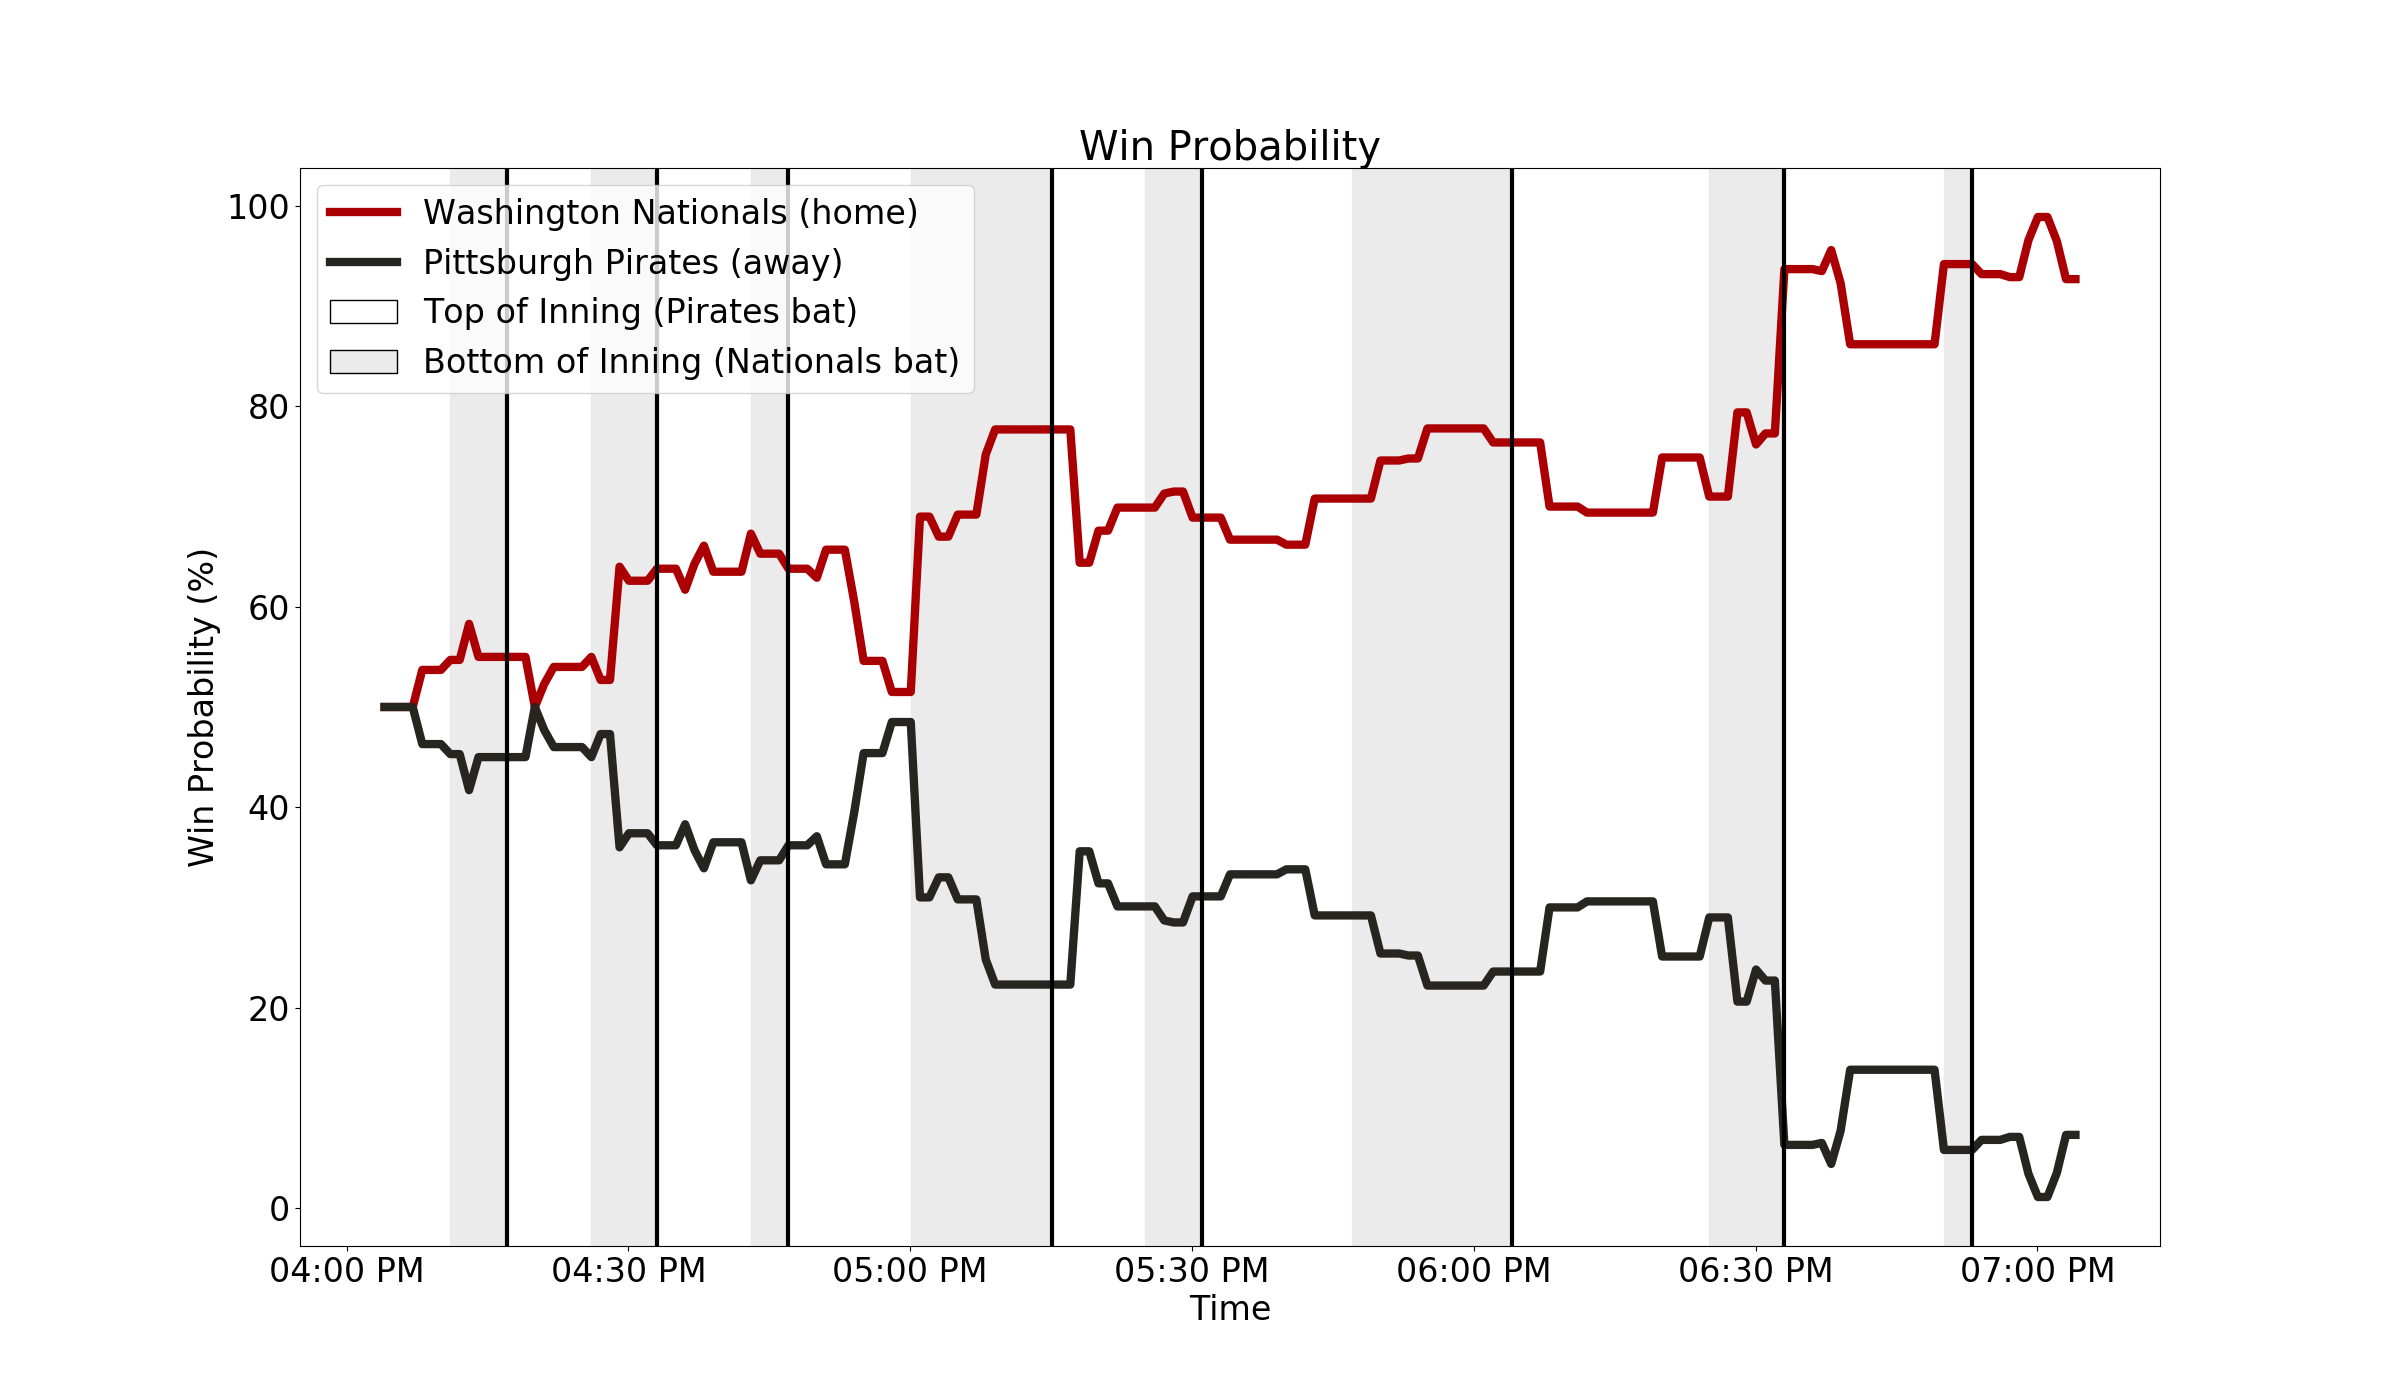 Win Probability
Washington Nationals (home)
Pittsburgh Pirates (away)
Top of Inning (Pirates bat)
Bottom of Inning (Nationals bat)
Win Probability (%)
100
80
60
40
20
0
04:00 PM 04:30 PM 05:00 PM 05:30 PM 06:00 PM 06:30 PM 07:00 PM
Time